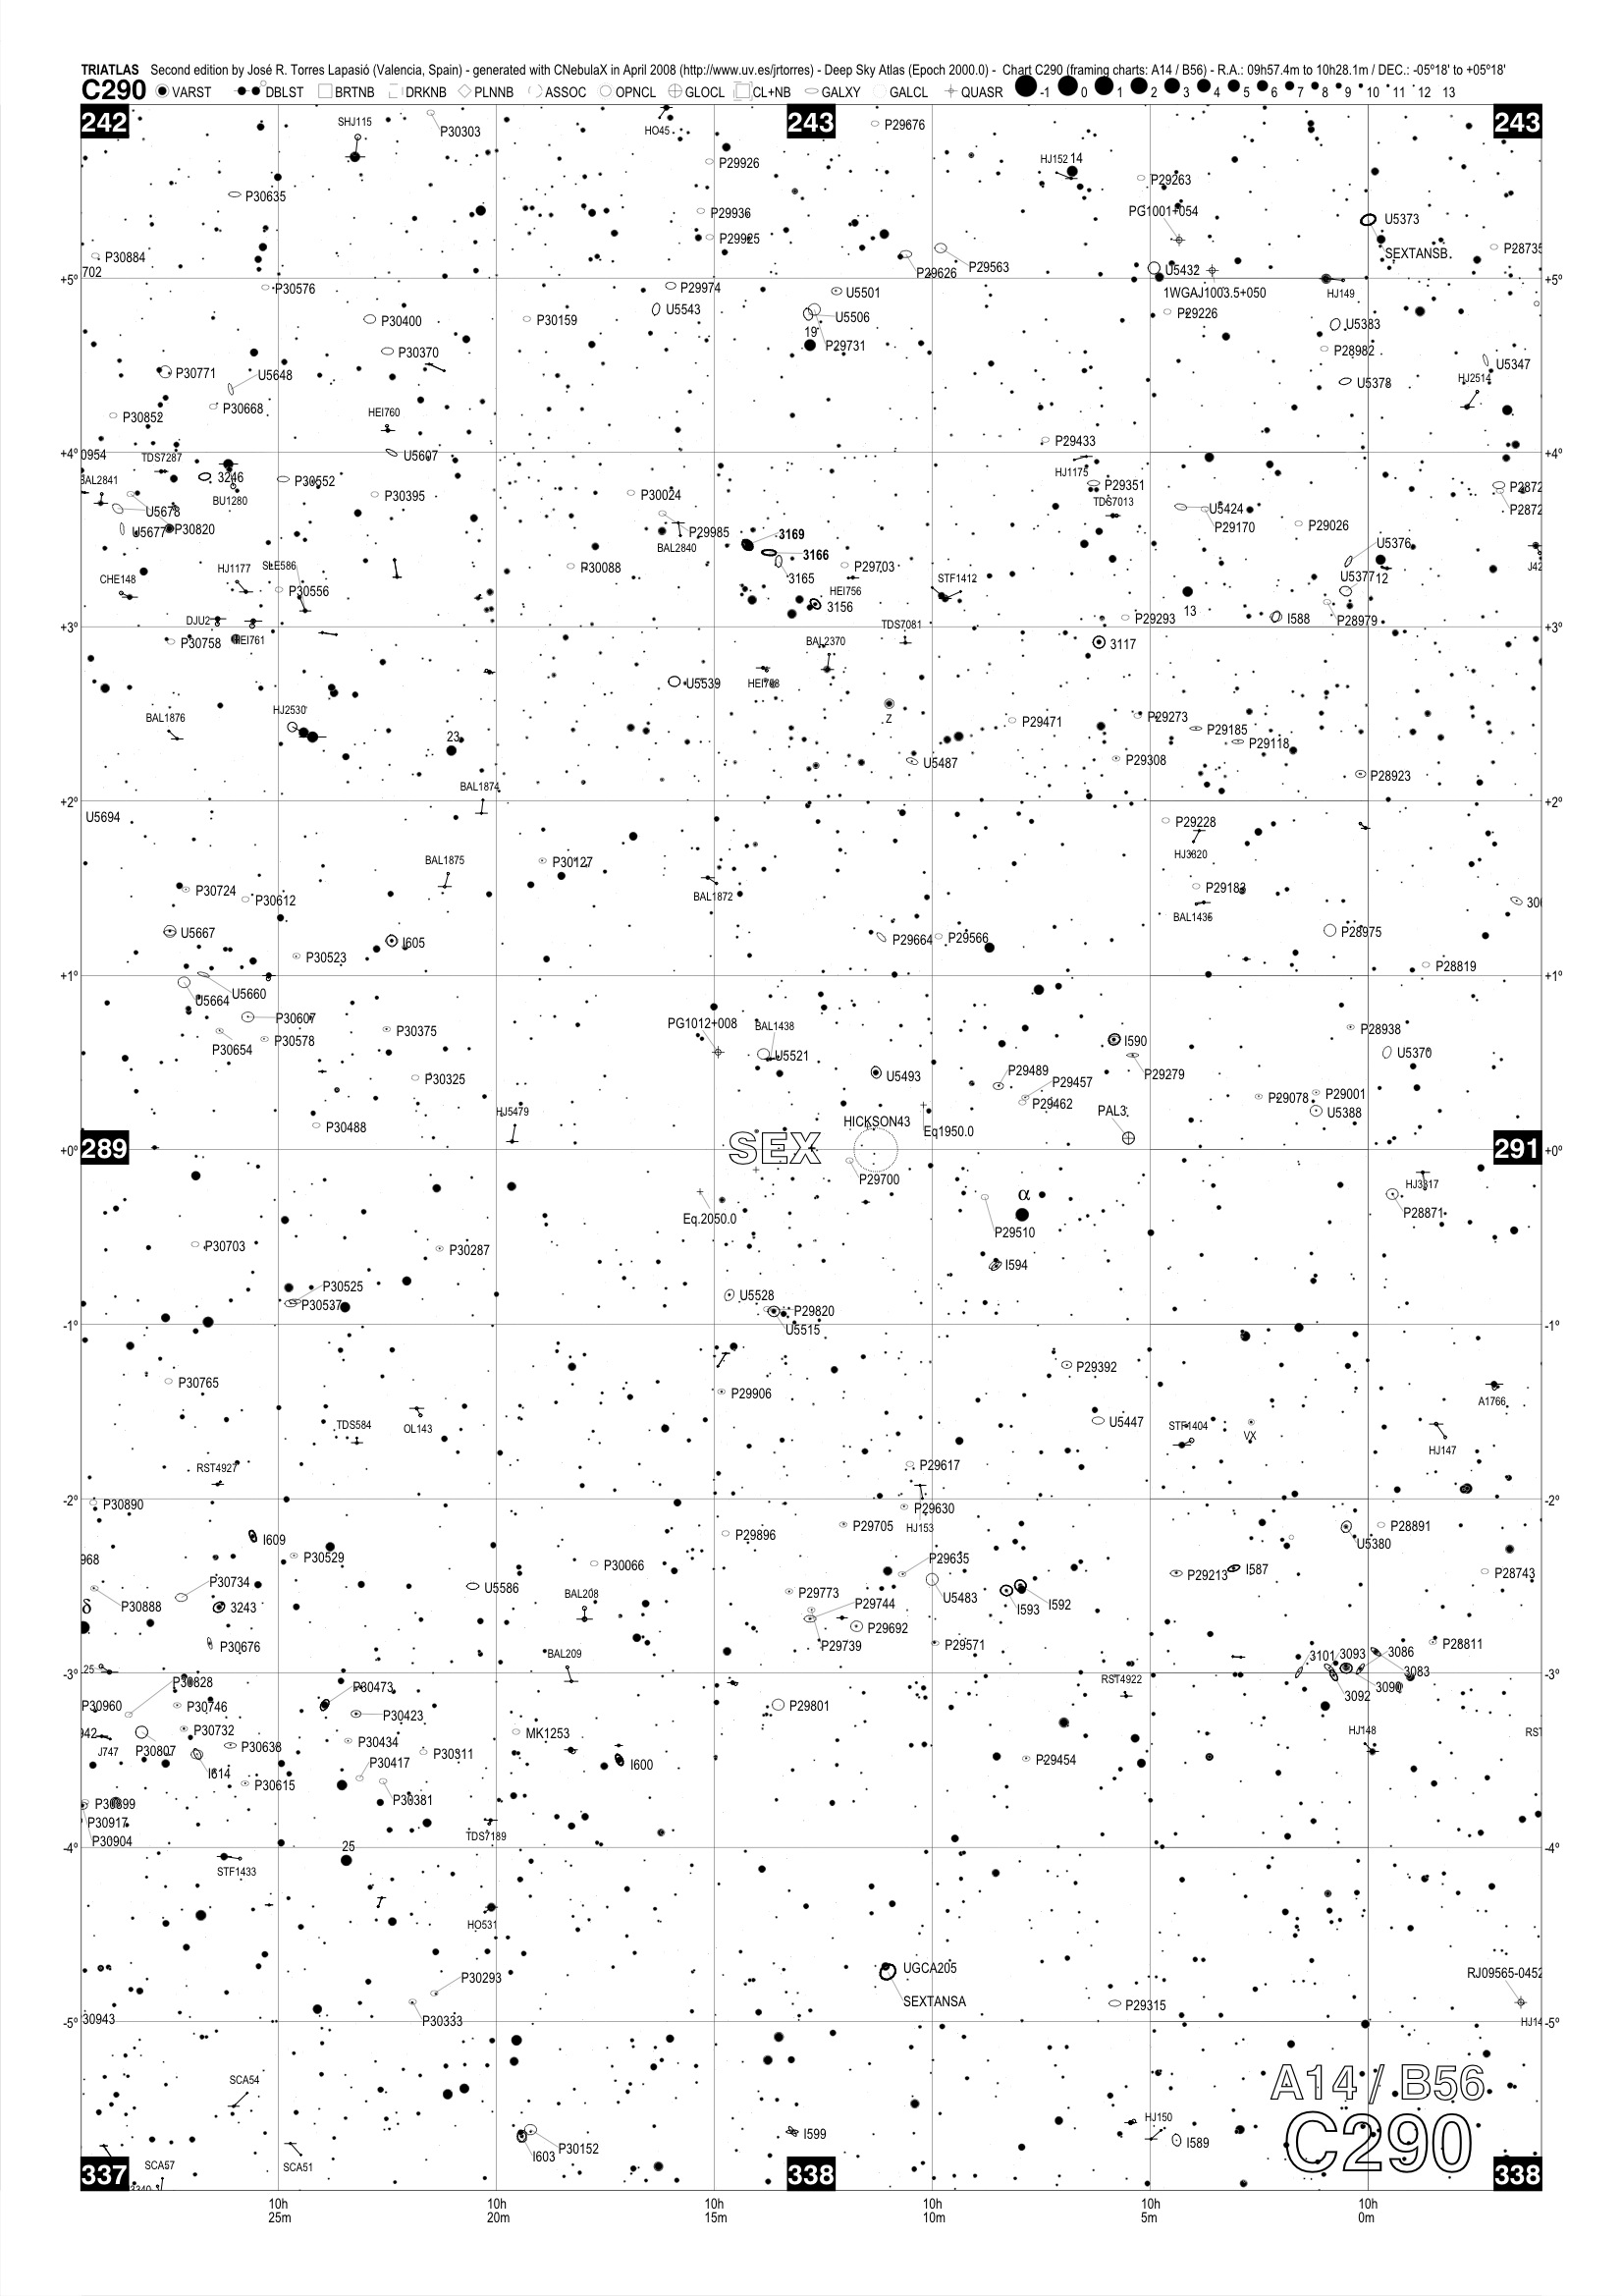 TRIATLAS Second edition by José R. Torres Lapasió (Valencia, Spain) - generated with CNebulaX in April 2008 (http://www.uv.es/jrtorres) - Deep Sky Atlas (Epoch 2000.0) - Chart C290 (framing charts: A14 / B56) - R.A.: 09h57.4m to 10h28.1m / DEC.: -05º18' to +05º18'
C290 VARST DBLST BRTNB DRKNB PLNNB ASSOC OPNCL GLOCL CL+NB GALXY GALCL QUASR -1 0 1 2 3 4 5 6 7 8 9 10 11 12 13
242 243 243
SHJ115 P30303 HO45 P29676
P29926 HJ152 14 P29263
P30635 P29936 PG1001+054 U5373
P29925 SEXTANSB.
P30884 P29626 P29563 U5432 P28735
702 +5º +5º
P30576 P29974 U5501 1WGAJ1003.5+050 HJ149
P30400 P30159 U5543 U5506 P29226 U5383
19
P30370 P29731 P28982
P30771 U5648 U5347
P30668 U5378 HJ2514
P30852 HEI760
P29433
+4º 0954 TDS7287 U5607 HJ1175 +4º
BAL2841 3246 P30552 P29351 P2872
BU1280 P30395 P30024 TDS7013 P2872
U5678 U5424
U5677 P30820 P29985 3169 P29170 P29026
BAL2840 3166 U5376
HJ1177 SLE586 P30088 P29703 J42
CHE148 3165 STF1412 U5377 12
P30556 HEI756 13
3156
DJU2 TDS7081 P29293 I588 P28979
+3º +3º
P30758 HEI761 BAL2370 3117
U5539 HEI763
BAL1876 HJ2530 Z P29471 P29273 P29185
23 P29118
U5487 P29308 P28923
BAL1874
+2º +2º
U5694 P29228
HJ3320
BAL1875 P30127
P30724 P30612 BAL1872 P29183
BAL1436 300
U5667 I605 P29664 P29566 P28975
P30523 P28819
+1º +1º
U5660
U5664
P30607 PG1012+008 BAL1438
P30654 P30578 P30375 I590 P28938
U5521 U5370
P30325 U5493 P29489 P29279
P29457
P29462 P29078 P29001
HJ5479 HICKSON43 PAL3 U5388
P30488 Eq1950.0
289 SEX 291
+0º +0º
P29700 HJ3317
Eq.2050.0 α P28871
P29510
P30703 P30287 I594
P30525 U5528
P30537 P29820
U5515
-1º -1º
P29392
P30765 P29906 A1766
TDS584 OL143 U5447 STF1404 VX
HJ147
RST4927 P29617
-2º P30890 P29630 -2º
HJ153
I609 P29896 P29705 P28891
968 P30529 P29635 U5380
P30734 P30066 P29213 I587 P28743
P30888 U5586 P29773 U5483
δ 3243 BAL208 P29744 I593 I592
P29692
P30676 P29739 P29571 P28811
BAL209 3101 3093 3086
-3º 25 RST4922 3083 -3º
P30828 3090
P30473 3092
P30960 P30746 P30423 P29801
942 P30732 MK1253 HJ148 RST
J747 P30807 P30638 P30434 P30311
P30417 I600 P29454
I614 P30615
P30899 P30381
P30917
P30904 TDS7189
-4º 25 -4º
STF1433
HO531
P30293 UGCA205 RJ09565-0452
SEXTANSA P29315
-5º 30943 P30333 HJ14 -5º
SCA54 A14 / B56
HJ150
I599 I589 C290
SCA57 SCA51 I603 P30152
337 338 338
10h 10h 10h 10h 10h 10h
25m 20m 15m 10m 5m 0m